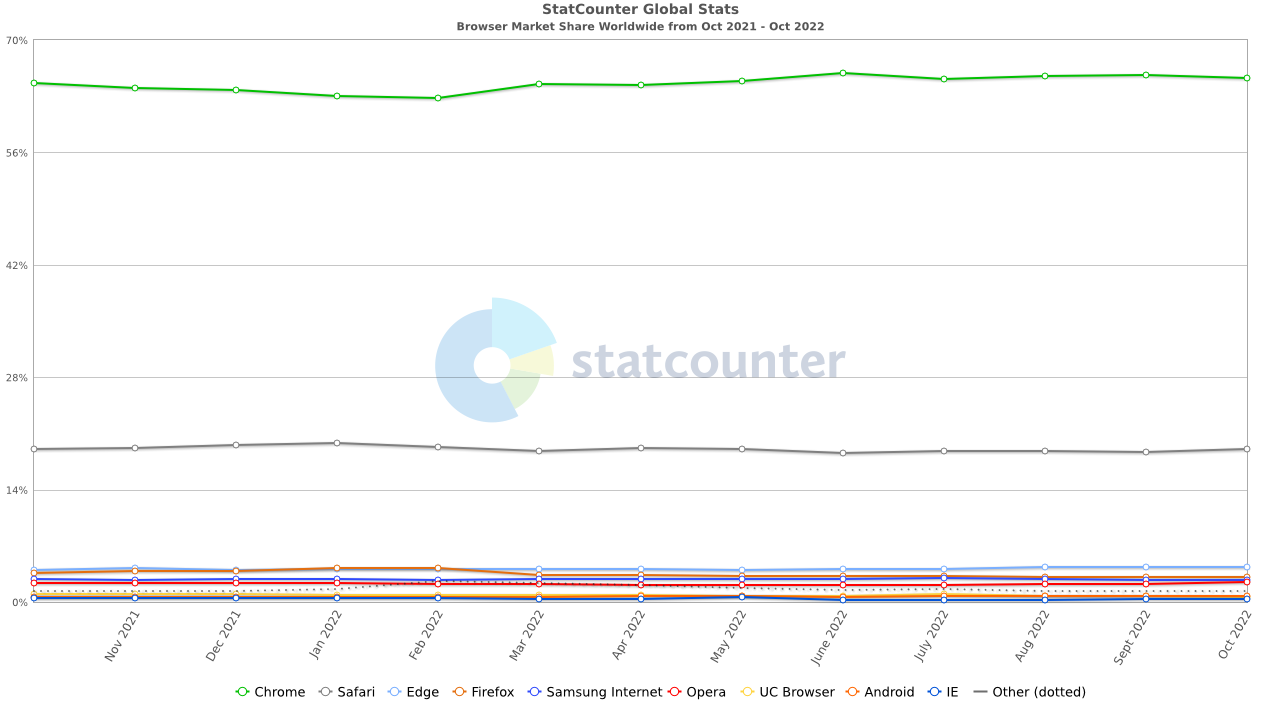 StatCounter Global Stats
Browser Market Share Worldwide from Oct 2021 - Oct 2022
70%
56%
42%
28%
14%
0%
statcounter
Nov 2021
Dec 2021
Jan 2022
Feb 2022
Mar 2022
Apr 2022
May 2022
June 2022
July 2022
Aug 2022
Sept 2022
Oct 2022
Chrome Safari Edge Firefox Samsung Internet Opera UC Browser Android IE Other (dotted)